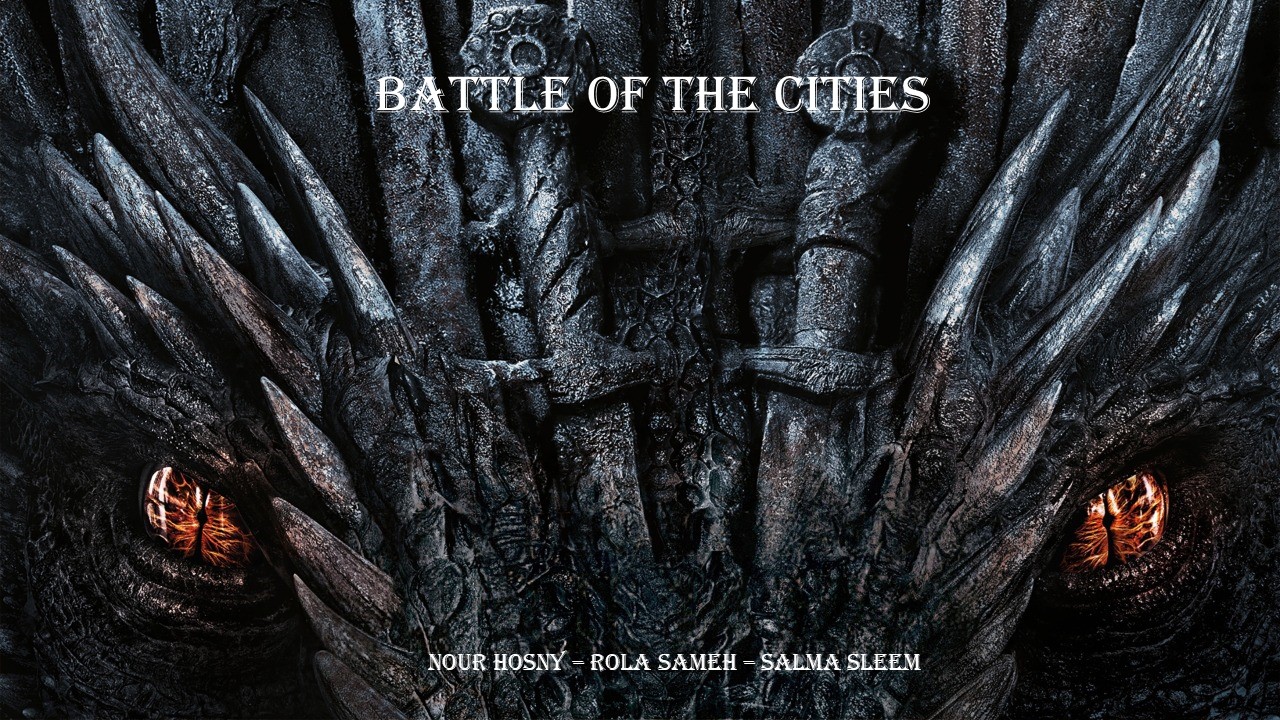 BATTLE OF THE CITIES
NOUR HOSNY – ROLA SAMEH – SALMA SLEEM